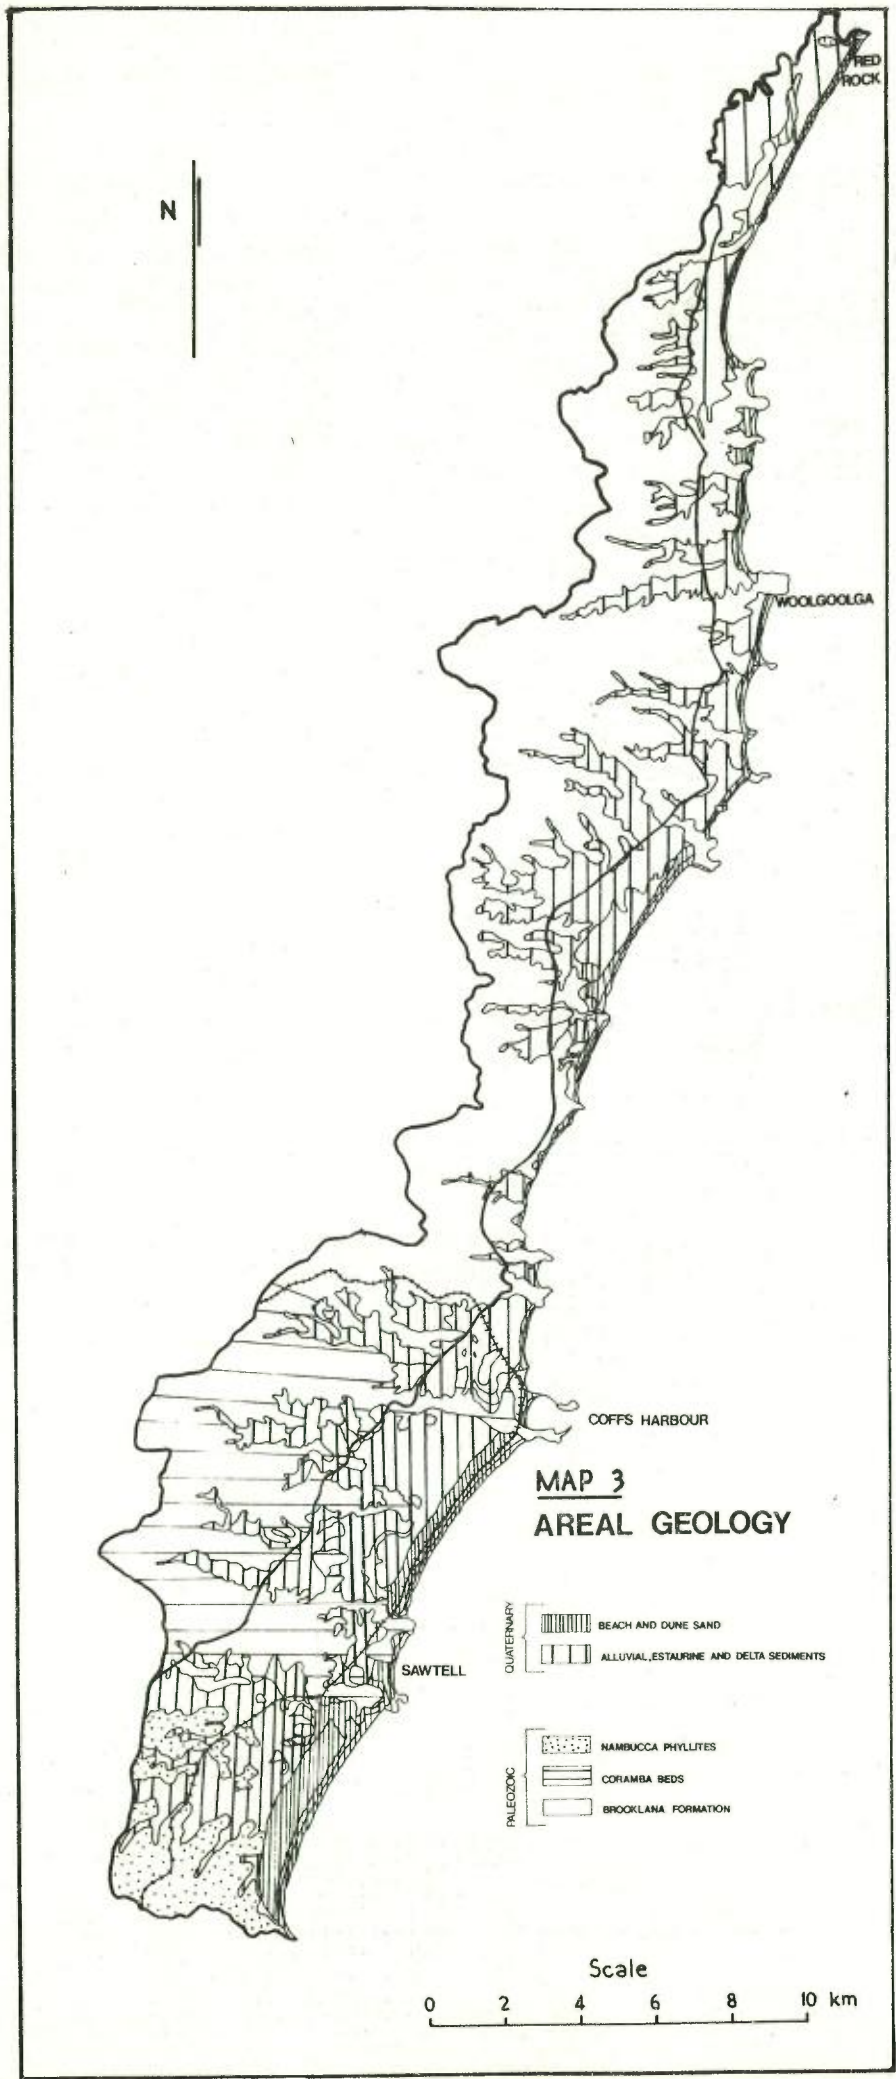 RED
ROCK
N
WOOLGOOLGA
COFFS HARBOUR
MAP 3
AREAL GEOLOGY
QUATERNARY
BEACH AND DUNE SAND
ALLUVIAL, ESTAURINE AND DELTA SEDIMENTS
SAWTELL
PALEOZOIC
NAMBUCCA PHYLLITES
CORAMBA BEDS
BROOKLANA FORMATION
Scale
0 2 4 6 8 10 km